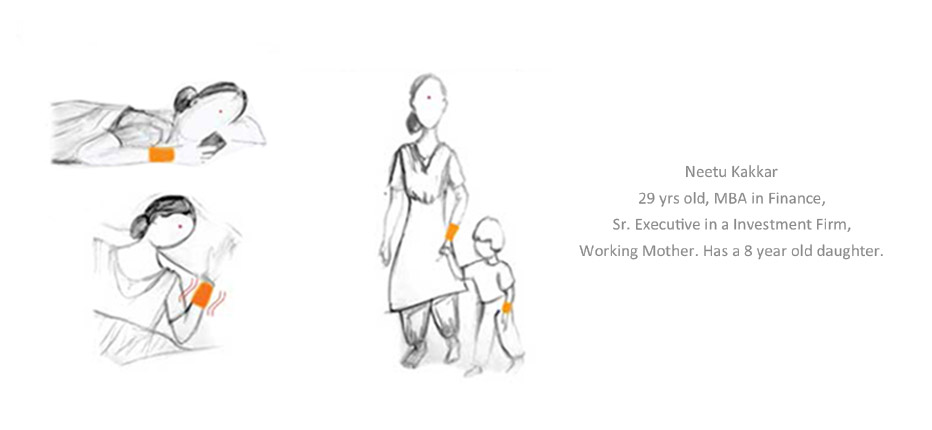 Neetu Kakkar
29 yrs old, MBA in Finance,
Sr. Executive in a Investment Firm,
Working Mother. Has a 8 year old daughter.